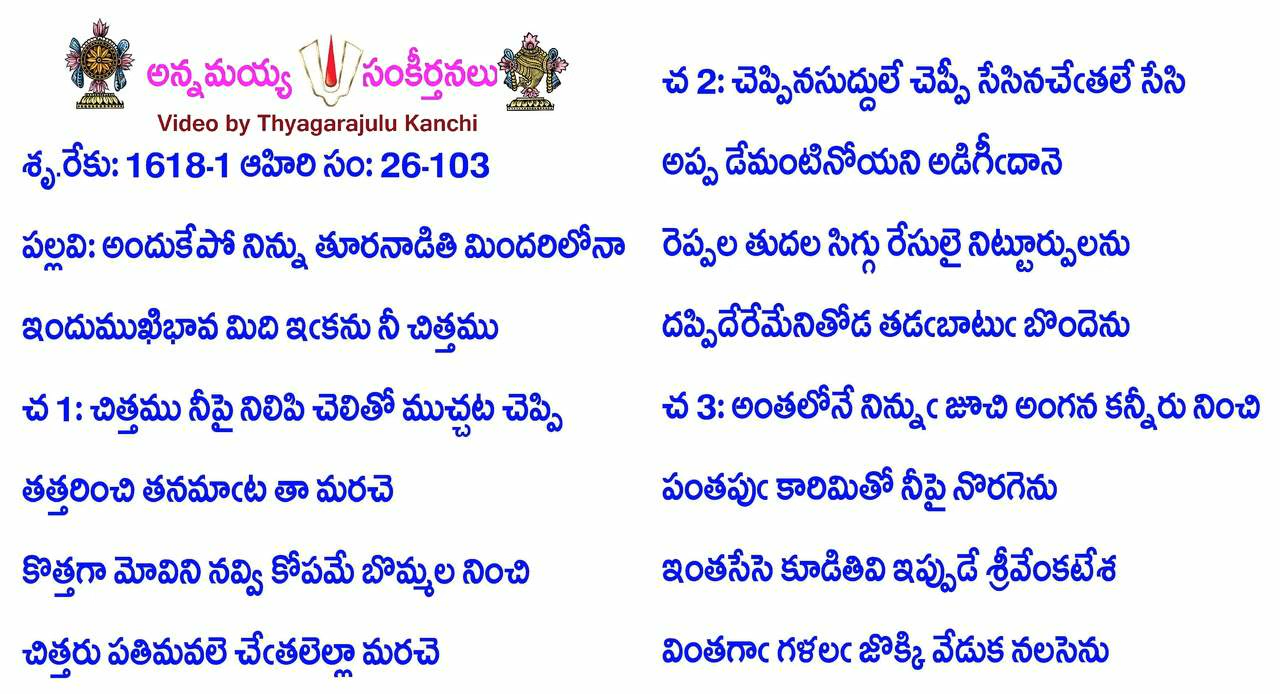 అన్నమయ్య సంకీర్తనలు
Video by Thyagarajulu Kanchi
శృ.రేకు: 1618-1 ఆహిరి సం: 26-103
పల్లవి: అందుకేపో నిన్ను తూరనాడితి మిందరిలోనా
ఇందుముఖిభావ మిది ఇఁకను నీ చిత్తము
చ 1: చిత్తము నీపై నిలిపి చెలితో ముచ్చట చెప్పి
తత్తరించి తనమాఁట తా మరచె
కొత్తగా మోవిని నవ్వి కోపమే బొమ్మల నించి
చిత్తరు పతిమవలె చేఁతలెల్లా మరచె
చ 2: చెప్పినసుద్దులే చెప్పీ సేసినచేఁతలే సేసి
అప్ప డేమంటినోయని అడిగీఁదానె
రెప్పల తుదల సిగ్గు రేసులై నిట్టూర్పులను
దప్పిదేరేమేనితోడ తడఁబాటుఁ బొందెను
చ 3: అంతలోనే నిన్నుఁ జూచి అంగన కన్నీరు నించి
పంతపుఁ కారిమితో నీపై నొరగెను
ఇంతసేసె కూడితివి ఇప్పుడే శ్రీవేంకటేశ
వింతగాఁ గళలఁ జొక్కి వేడుక నలసెను